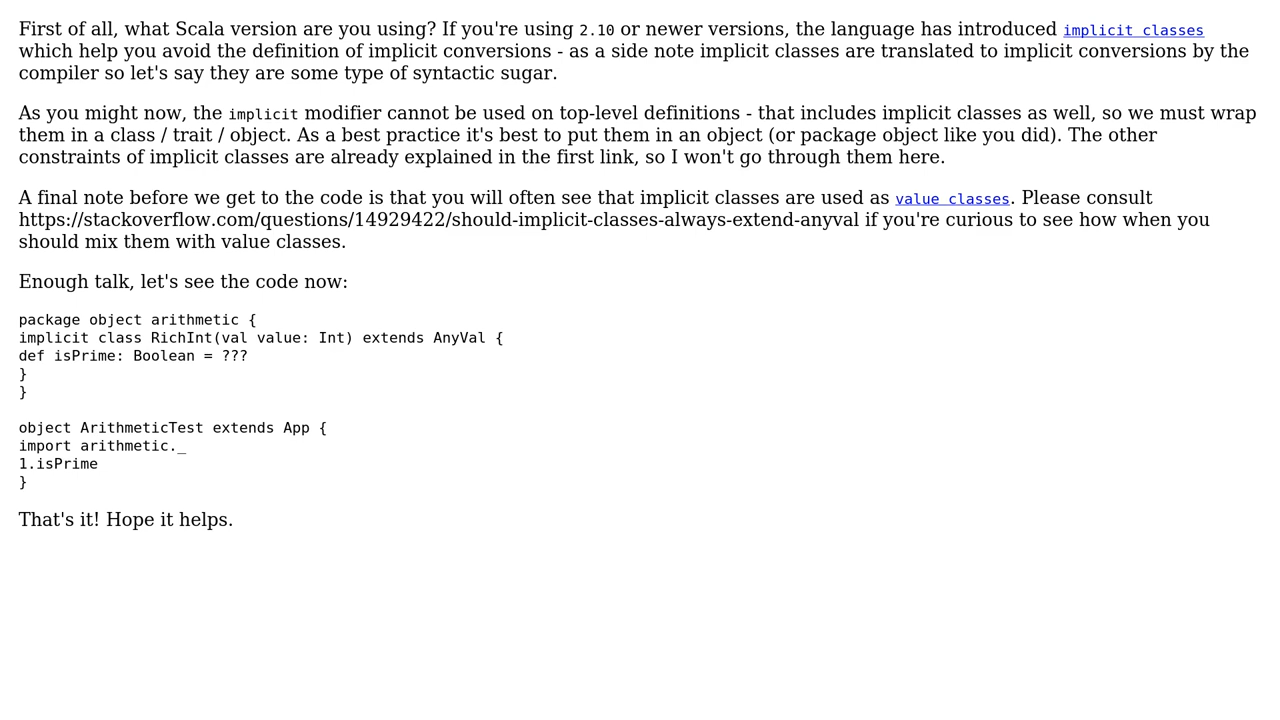 First of all, what Scala version are you using? If you're using 2.10 or newer versions, the language has introduced implicit classes
which help you avoid the definition of implicit conversions - as a side note implicit classes are translated to implicit conversions by the
compiler so let's say they are some type of syntactic sugar.
As you might now, the implicit modifier cannot be used on top-level definitions - that includes implicit classes as well, so we must wrap
them in a class / trait / object. As a best practice it's best to put them in an object (or package object like you did). The other
constraints of implicit classes are already explained in the first link, so I won't go through them here.
A final note before we get to the code is that you will often see that implicit classes are used as value classes. Please consult
https://stackoverflow.com/questions/14929422/should-implicit-classes-always-extend-anyval if you're curious to see how when you
should mix them with value classes.
Enough talk, let's see the code now:
package object arithmetic {
implicit class RichInt(val value: Int) extends AnyVal {
def isPrime: Boolean = ???
}
}
object ArithmeticTest extends App {
import arithmetic._
1.isPrime
}
That's it! Hope it helps.